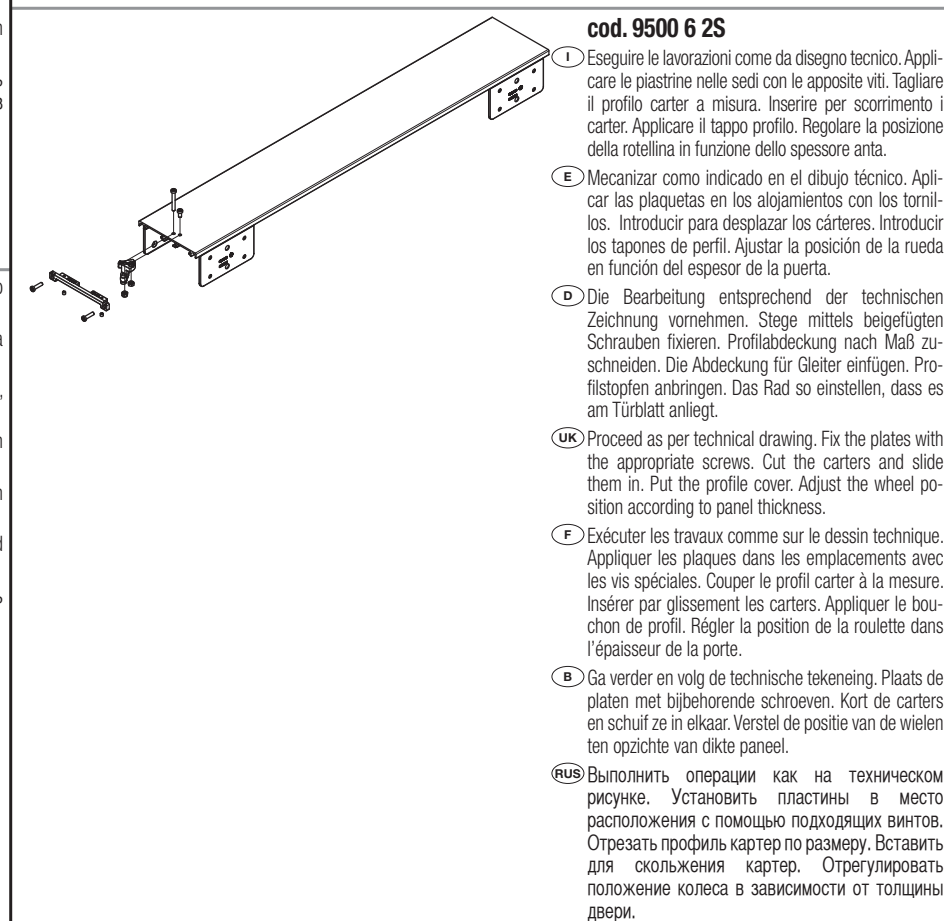 cod. 9500 6 2S
I Eseguire le lavorazioni come da disegno tecnico. Appli-
care le piastrine nelle sedi con le apposite viti. Tagliare
il profilo carter a misura. Inserire per scorrimento i
carter. Applicare il tappo profilo. Regolare la posizione
della rotellina in funzione dello spessore anta.
E Mecanizar como indicado en el dibujo técnico. Apli-
car las plaquetas en los alojamientos con los tornil-
los. Introducir para desplazar los cárteres. Introducir
los tapones de perfil. Ajustar la posición de la rueda
en función del espesor de la puerta.
D Die Bearbeitung entsprechend der technischen
Zeichnung vornehmen. Stege mittels beigefügten
Schrauben fixieren. Profilabdeckung nach Maß zu-
schneiden. Die Abdeckung für Gleiter einfügen. Pro-
filstopfen anbringen. Das Rad so einstellen, dass es
am Türblatt anliegt.
UK Proceed as per technical drawing. Fix the plates with
the appropriate screws. Cut the carters and slide
them in. Put the profile cover. Adjust the wheel po-
sition according to panel thickness.
F Exécuter les travaux comme sur le dessin technique.
Appliquer les plaques dans les emplacements avec
les vis spéciales. Couper le profil carter à la mesure.
Insérer par glissement les carters. Appliquer le bou-
chon de profil. Régler la position de la roulette dans
l'épaisseur de la porte.
B Ga verder en volg de technische tekeneing. Plaats de
platen met bijbehorende schroeven. Kort de carters
en schuif ze in elkaar. Verstel de positie van de wielen
ten opzichte van dikte paneel.
RUS Выполнить операции как на техническом
рисунке. Установить пластины в место
расположения с помощью подходящих винтов.
Отрезать профиль картер по размеру. Вставить
для скольжения картер. Отрегулировать
положение колеса в зависимости от толщины
двери.